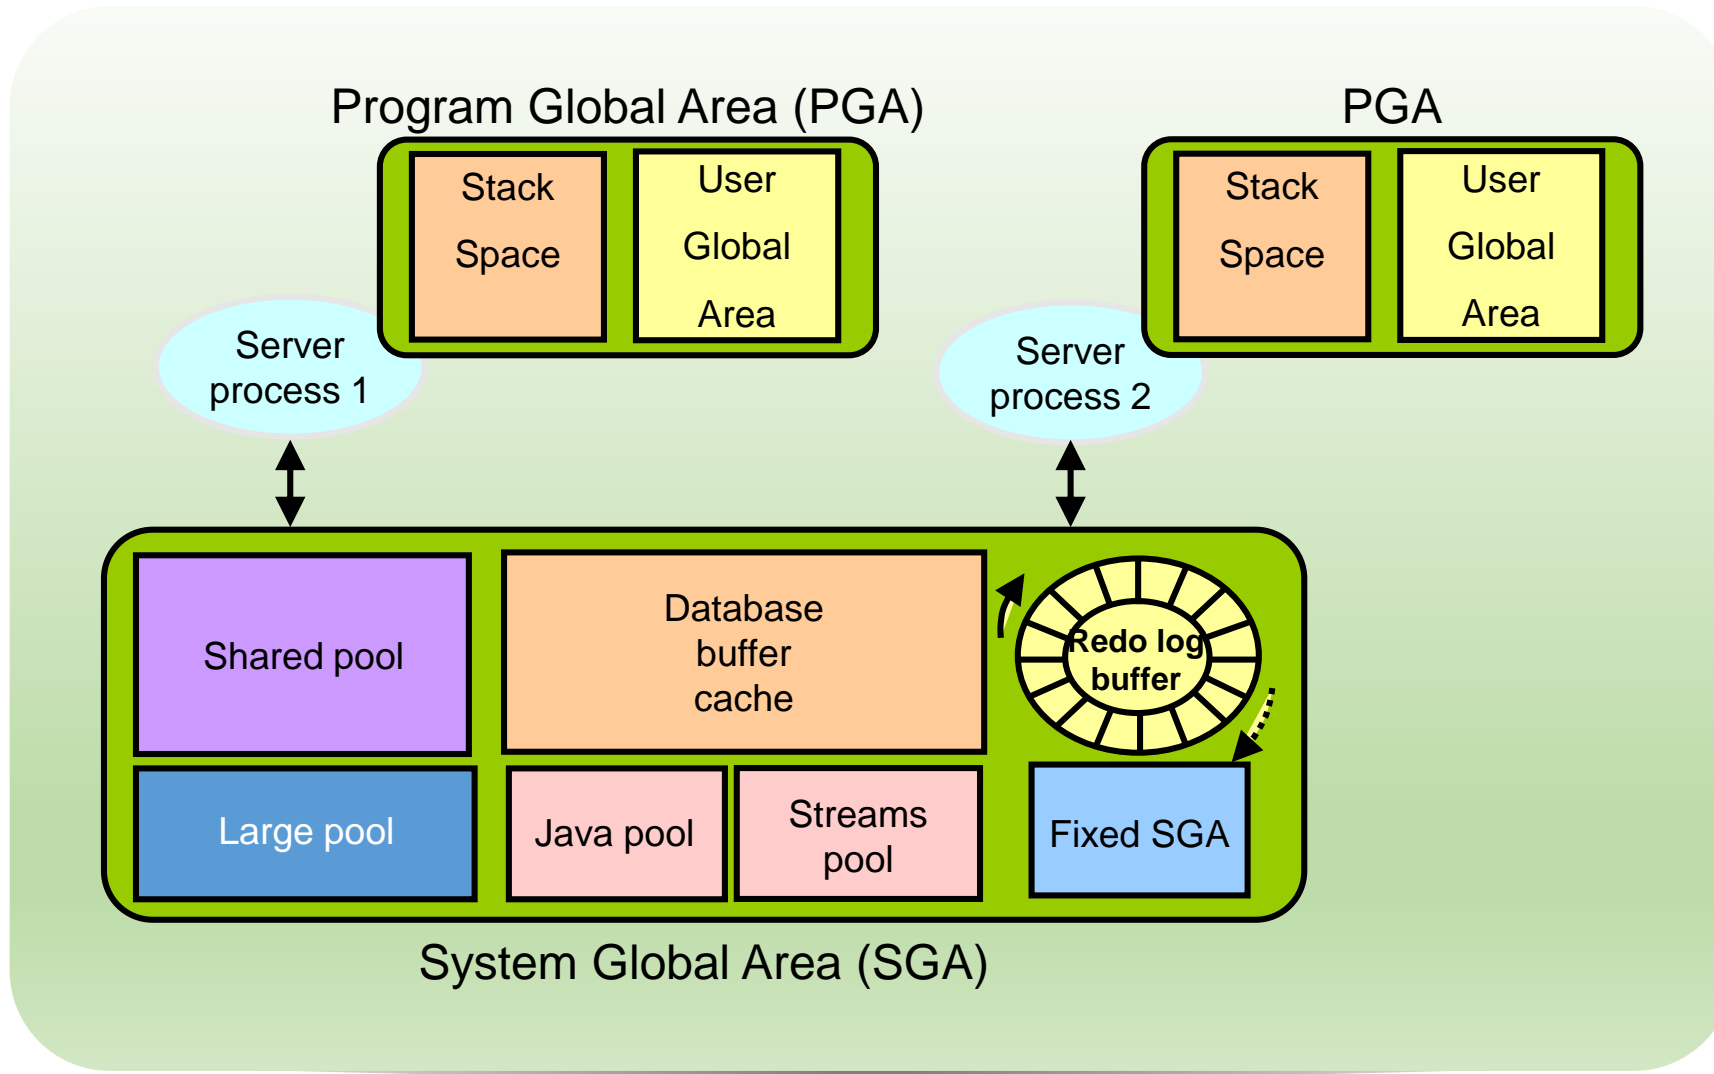 Program Global Area (PGA)
Stack
Space
User
Global
Area
PGA
Stack
Space
User
Global
Area
Server
process 1
Server
process 2
Shared pool
Database
buffer
cache
Redo log
buffer
Large pool
Java pool
Streams
pool
Fixed SGA
System Global Area (SGA)